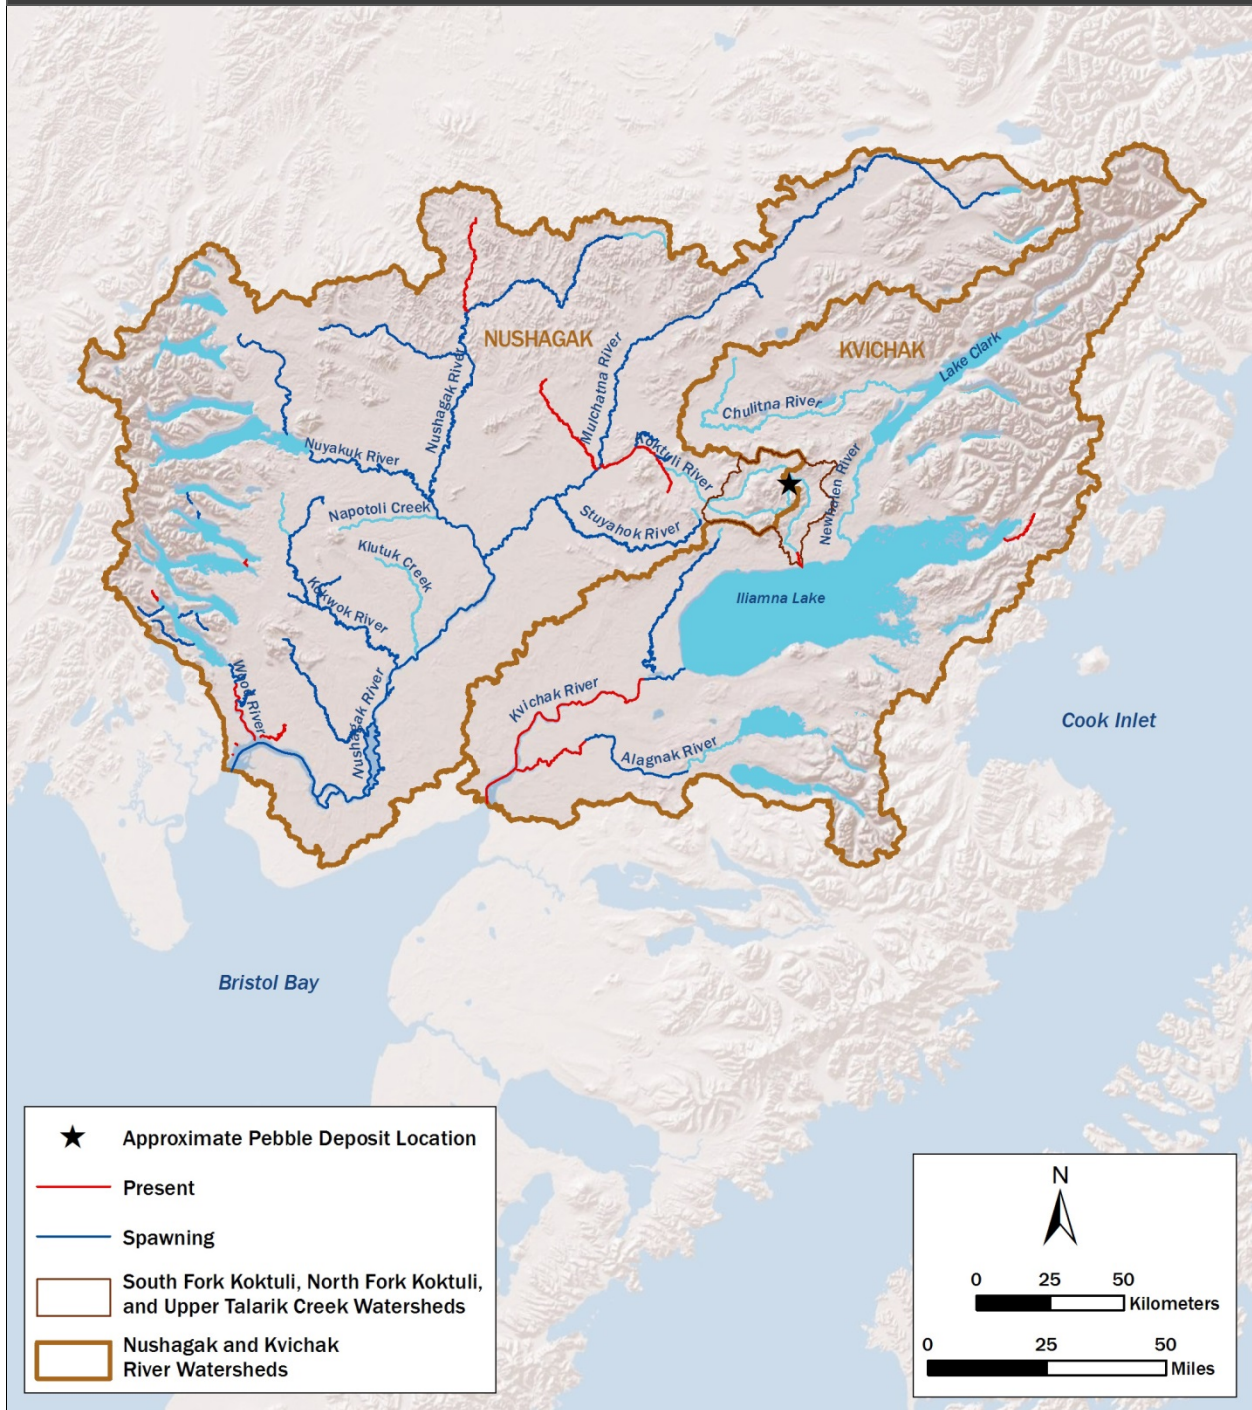 NUSHAGAK
KVICHAK
Lake Clark
Nushagak River
Mulchatna River
Chulitna River
Nuyakuk River
Koktuli River
Newhalen River
Napotoli Creek
Stuyahok River
Klutuk Creek
Kokwok River
Iliamna Lake
Wood River
Nushagak River
Kvichak River
Alagnak River
Cook Inlet
Bristol Bay
Approximate Pebble Deposit Location
Present
Spawning
South Fork Koktuli, North Fork Koktuli,
and Upper Talarik Creek Watersheds
Nushagak and Kvichak
River Watersheds
N
0 25 50
Kilometers
0 25 50
Miles